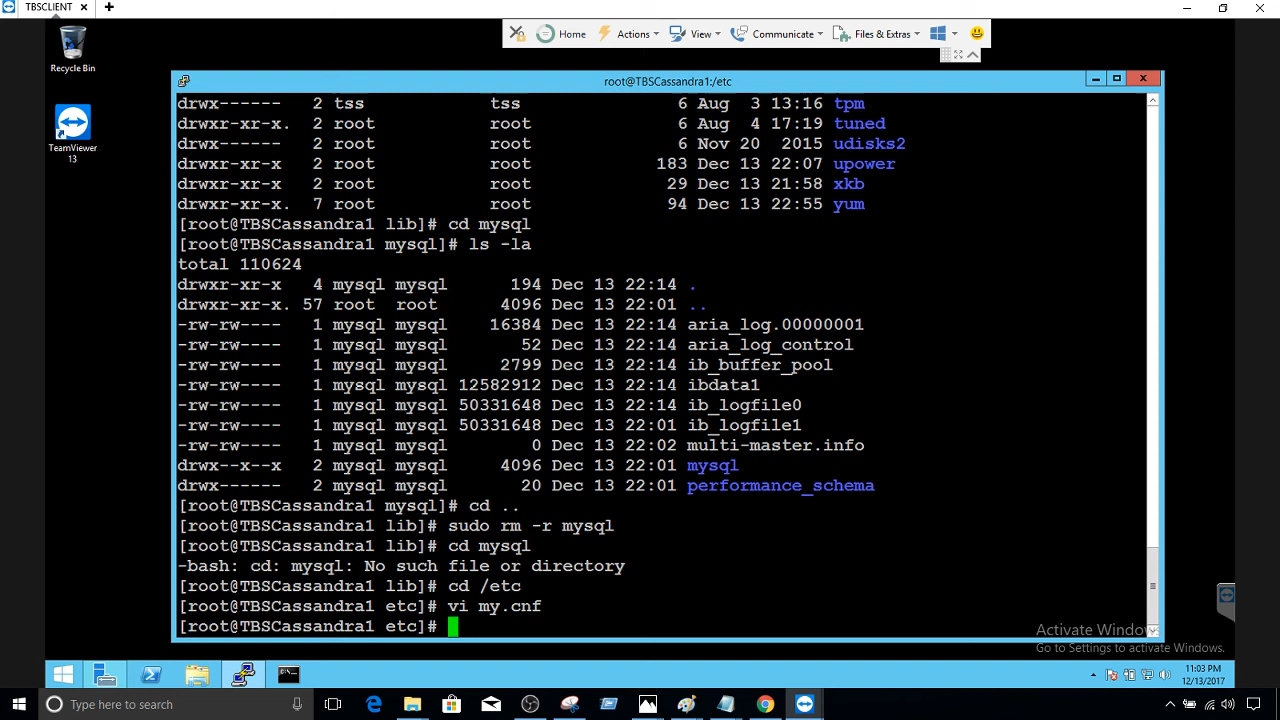 TBSCLIENT
Home Actions View Communicate Files & Extras
Recycle Bin
TeamViewer
13
root@TBSCassandra1:/etc
drwx------ 2 tss tss 6 Aug 3 13:16 tpm
drwxr-xr-x. 2 root root 6 Aug 4 17:19 tuned
drwx------ 2 root root 6 Nov 20 2015 udisks2
drwxr-xr-x 2 root root 183 Dec 13 22:07 upower
drwxr-xr-x 2 root root 29 Dec 13 21:58 xkb
drwxr-xr-x. 7 root root 94 Dec 13 22:55 yum
[root@TBSCassandra1 lib]# cd mysql
[root@TBSCassandra1 mysql]# ls -la
total 110624
drwxr-xr-x 4 mysql mysql 194 Dec 13 22:14 .
drwxr-xr-x. 57 root root 4096 Dec 13 22:01 ..
-rw-rw---- 1 mysql mysql 16384 Dec 13 22:14 aria_log.00000001
-rw-rw---- 1 mysql mysql 52 Dec 13 22:14 aria_log_control
-rw-rw---- 1 mysql mysql 2799 Dec 13 22:14 ib_buffer_pool
-rw-rw---- 1 mysql mysql 12582912 Dec 13 22:14 ibdata1
-rw-rw---- 1 mysql mysql 50331648 Dec 13 22:14 ib_logfile0
-rw-rw---- 1 mysql mysql 50331648 Dec 13 22:01 ib_logfile1
-rw-rw---- 1 mysql mysql 0 Dec 13 22:02 multi-master.info
drwx--x--x 2 mysql mysql 4096 Dec 13 22:01 mysql
drwx------ 2 mysql mysql 20 Dec 13 22:01 performance_schema
[root@TBSCassandra1 mysql]# cd ..
[root@TBSCassandra1 lib]# sudo rm -r mysql
[root@TBSCassandra1 lib]# cd mysql
-bash: cd: mysql: No such file or directory
[root@TBSCassandra1 lib]# cd /etc
[root@TBSCassandra1 etc]# vi my.cnf
[root@TBSCassandra1 etc]#
Activate Windows
Go to Settings to activate Windows.
11:03 PM
12/13/2017
Type here to search